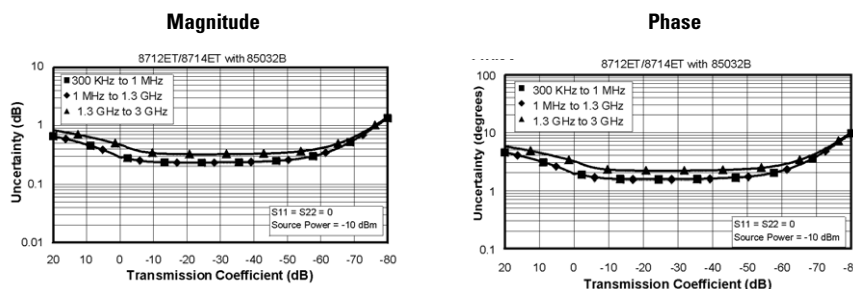 Magnitude
8712ET/8714ET with 85032B
Uncertainty (dB)
10
1
0.1
0.01
300 KHz to 1 MHz
1 MHz to 1.3 GHz
1.3 GHz to 3 GHz
S11 = S22 = 0
Source Power = -10 dBm
20 10 0 -10 -20 -30 -40 -50 -60 -70 -80
Transmission Coefficient (dB)
Phase
8712ET/8714ET with 85032B
Uncertainty (degrees)
100
10
1
0.1
300 KHz to 1 MHz
1 MHz to 1.3 GHz
1.3 GHz to 3 GHz
S11 = S22 = 0
Source Power = -10 dBm
20 10 0 -10 -20 -30 -40 -50 -60 -70 -8
Transmission Coefficient (dB)